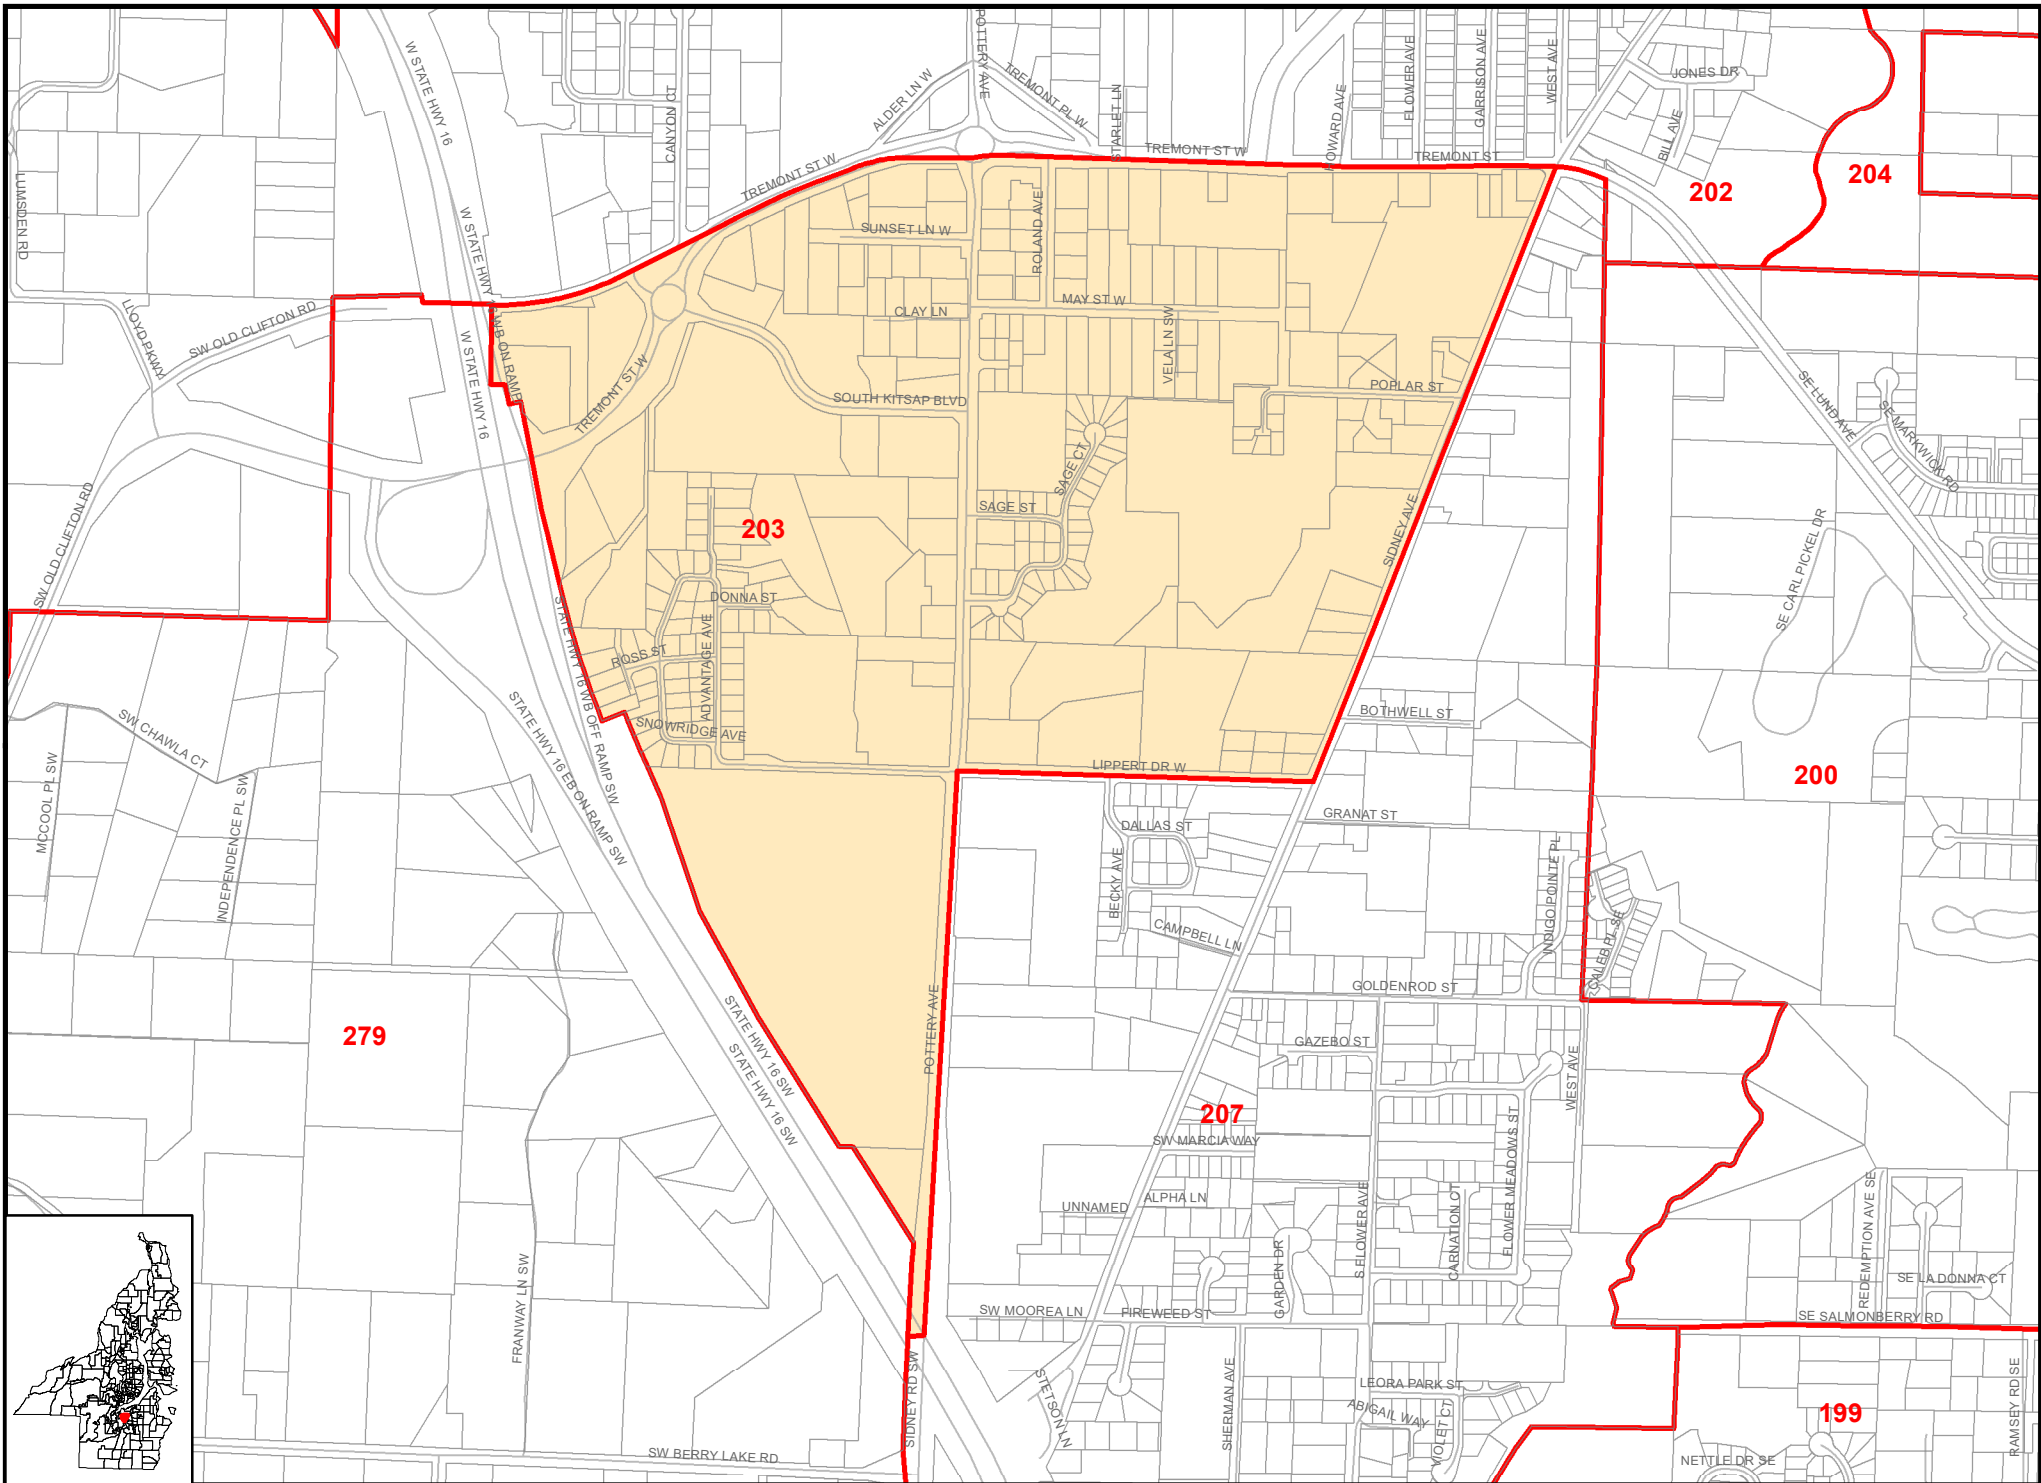 W STATE HWY 16
POTTERY AVE
TREMONT PL W
ALDER LN W
STARLET LN
HOWARD AVE
FLOWER AVE
GARRISON AVE
WEST AVE
JONES DR
BILL AVE
CANYON CT
TREMONT ST W
TREMONT ST W
TREMONT ST
202
204
LUMSDEN RD
W STATE HWY 16 WB ON RAMP
SUNSET LN W
ROLAND AVE
LLOYD PKWY
SW OLD CLIFTON RD
CLAY LN
MAY ST W
VELA LN SW
W STATE HWY 16
TREMONT ST W
SOUTH KITSAP BLVD
POPLAR ST
SE LUND AVE
SE MARKWICK RD
SAGE CT
SAGE ST
203
SIDNEY AVE
SE CARL PICKEL DR
SW OLD CLIFTON RD
DONNA ST
ADVANTAGE AVE
ROSS ST
STATE HWY 16 WB OFF RAMP SW
SNOWRIDGE AVE
BOTHWELL ST
SW CHAWLA CT
MCCOOL PL SW
INDEPENDENCE PL SW
STATE HWY 16 EB ON RAMP SW
LIPPERT DR W
200
GRANAT ST
DALLAS ST
BECKY AVE
CAMPBELL LN
INDIGO POINTE PL
CALEB PL SE
GOLDENROD ST
POTTERY AVE
STATE HWY 16 SW
STATE HWY 16 SW
279
GAZEBO ST
WEST AVE
207
SW MARCIA WAY
FLOWER MEADOWS ST
ALPHA LN
UNNAMED
CARNATION CT
S FLOWER AVE
GARDEN DR
REDEMPTION AVE SE
SE LA DONNA CT
SE SALMONBERRY RD
SW MOOREA LN
FIREWEED ST
FRANWAY LN SW
SIDNEY RD SW
STETSON LN
SHERMAN AVE
LEORA PARK ST
ABIGAIL WAY
VIOLET CT
199
RAMSEY RD SE
SW BERRY LAKE RD
NETTLE DR SE